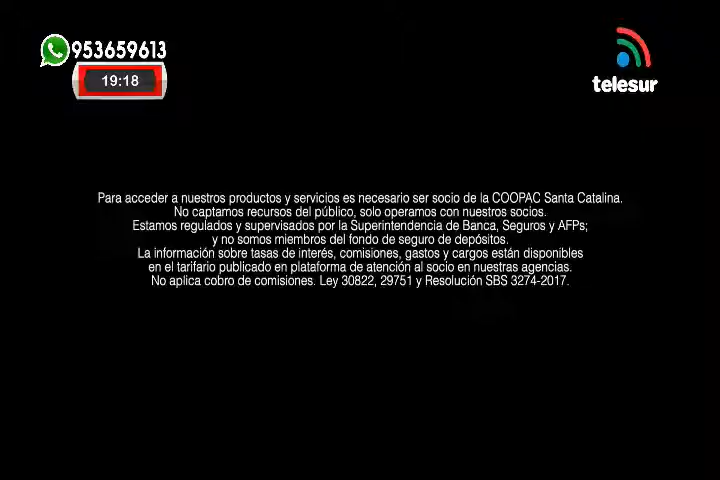 953659613
19:18
telesur
Para acceder a nuestros productos y servicios es necesario ser socio de la COOPAC Santa Catalina.
No captamos recursos del público, solo operamos con nuestros socios.
Estamos regulados y supervisados por la Superintendencia de Banca, Seguros y AFPs;
y no somos miembros del fondo de seguro de depósitos.
La información sobre tasas de interés, comisiones, gastos y cargos están disponibles
en el tarifario publicado en plataforma de atención al socio en nuestras agencias.
No aplica cobro de comisiones. Ley 30822, 29751 y Resolución SBS 3274-2017.